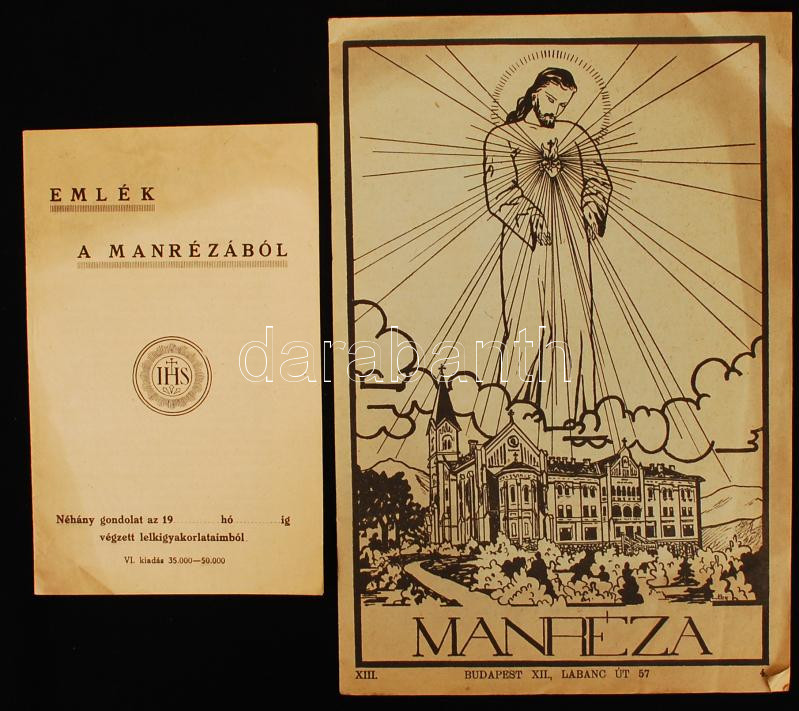 EMLÉK
A MANRÉZÁBÓL
IHS
Néhány gondolat az 19.......... hó.......... ig
végzett lelkigyakorlataimból.
VI. kiadás 35.000—50.000
MANRÉZA
XIII. BUDAPEST XII., LABANC ÚT 57 4.
darabanth